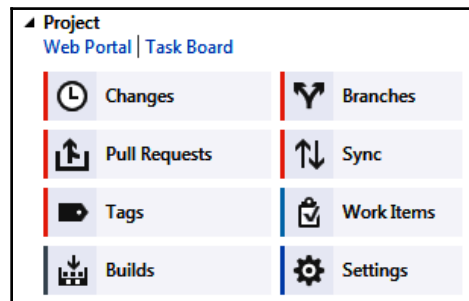 Project
Web Portal | Task Board
Changes
Branches
Pull Requests
Sync
Tags
Work Items
Builds
Settings